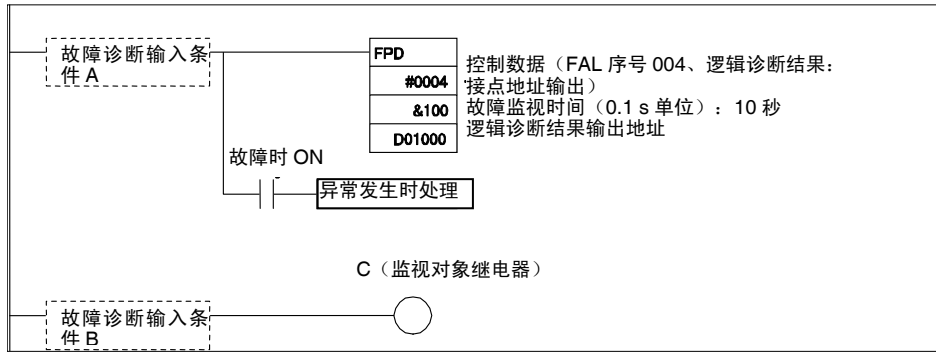 故障诊断输入条
件 A
FPD
#0004
&100
D01000
控制数据（FAL 序号 004、逻辑诊断结果：
接点地址输出）
故障监视时间（0.1 s 单位）：10 秒
逻辑诊断结果输出地址
故障时 ON
异常发生时处理
C（监视对象继电器）
故障诊断输入条
件 B